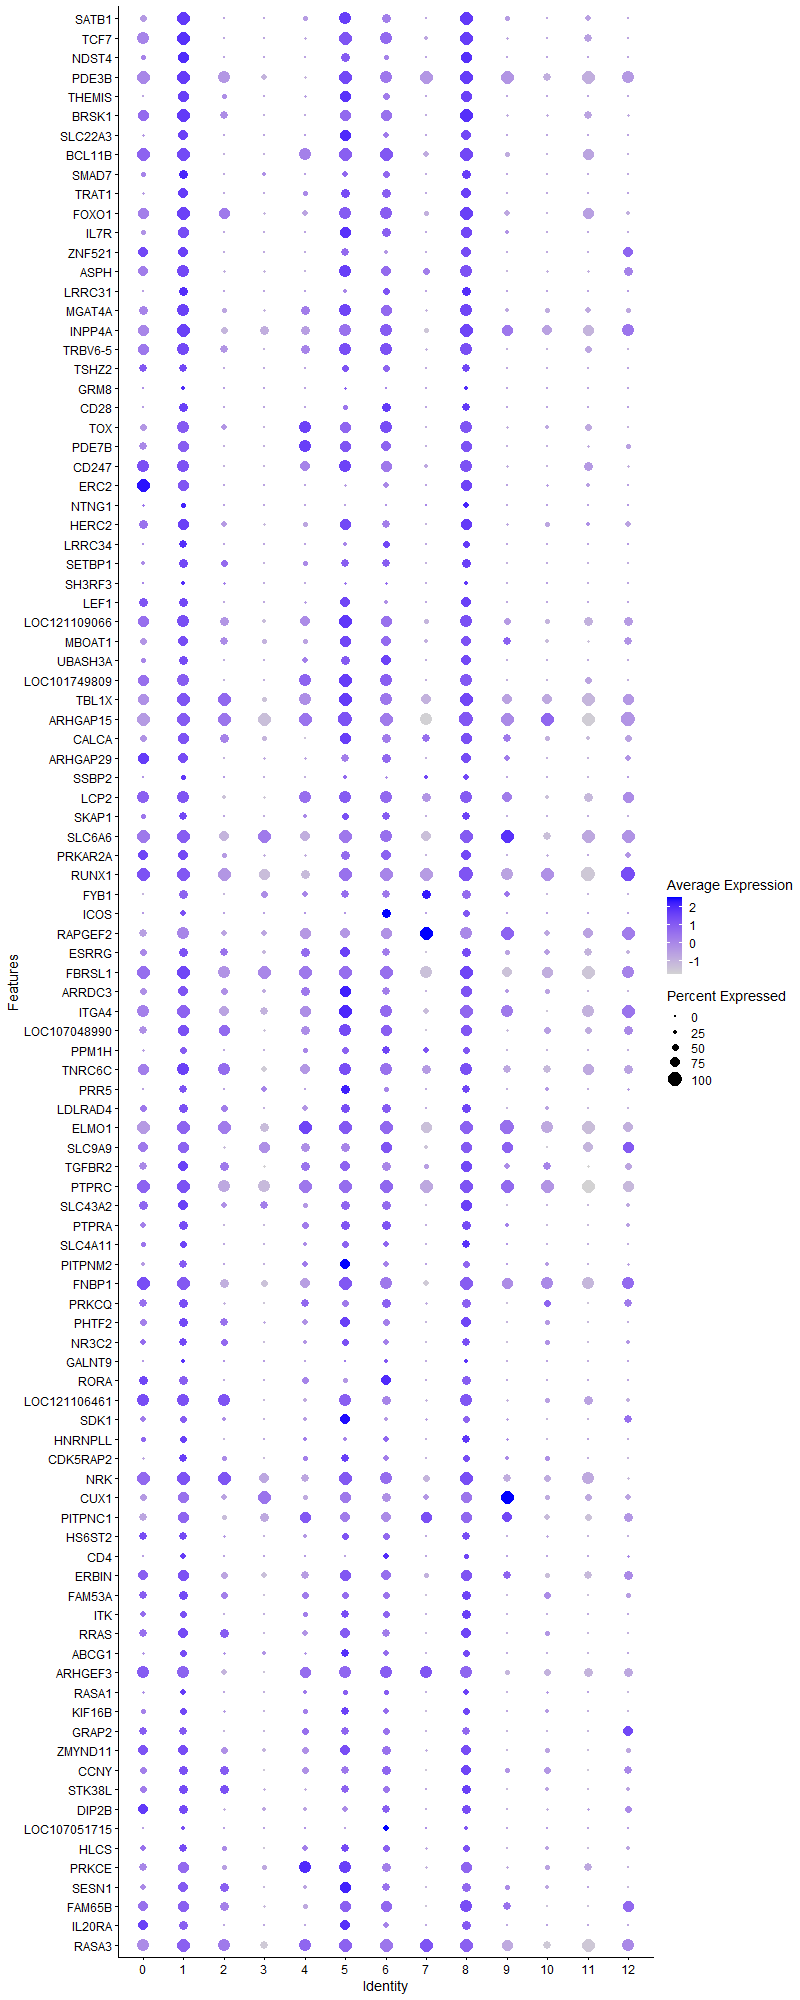 SATB1
TCF7
NDST4
PDE3B
THEMIS
BRSK1
SLC22A3
BCL11B
SMAD7
TRAT1
FOXO1
IL7R
ZNF521
ASPH
LRRC31
MGAT4A
INPP4A
TRBV6-5
TSHZ2
GRM8
CD28
TOX
PDE7B
CD247
ERC2
NTNG1
HERC2
LRRC34
SETBP1
SH3RF3
LEF1
LOC121109066
MBOAT1
UBASH3A
LOC101749809
TBL1X
ARHGAP15
CALCA
ARHGAP29
SSBP2
LCP2
SKAP1
SLC6A6
PRKAR2A
RUNX1
FYB1
ICOS
RAPGEF2
ESRRG
FBRSL1
ARRDC3
ITGA4
LOC107048990
PPM1H
TNRC6C
PRR5
LDLRAD4
ELMO1
SLC9A9
TGFBR2
PTPRC
SLC43A2
PTPRA
SLC4A11
PITPNM2
FNBP1
PRKCQ
PHTF2
NR3C2
GALNT9
RORA
LOC121106461
SDK1
HNRNPLL
CDK5RAP2
NRK
CUX1
PITPNC1
HS6ST2
CD4
ERBIN
FAM53A
ITK
RRAS
ABCG1
ARHGEF3
RASA1
KIF16B
GRAP2
ZMYND11
CCNY
STK38L
DIP2B
LOC107051715
HLCS
PRKCE
SESN1
FAM65B
IL20RA
RASA3
Features
0 1 2 3 4 5 6 7 8 9 10 11 12
Identity
Average Expression
2
1
0
-1
Percent Expressed
0
25
50
75
100